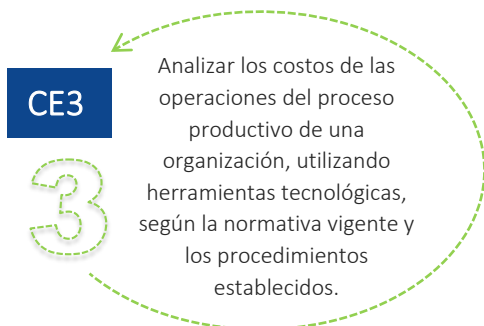 CE3
3
Analizar los costos de las
operaciones del proceso
productivo de una
organización, utilizando
herramientas tecnológicas,
según la normativa vigente y
los procedimientos
establecidos.